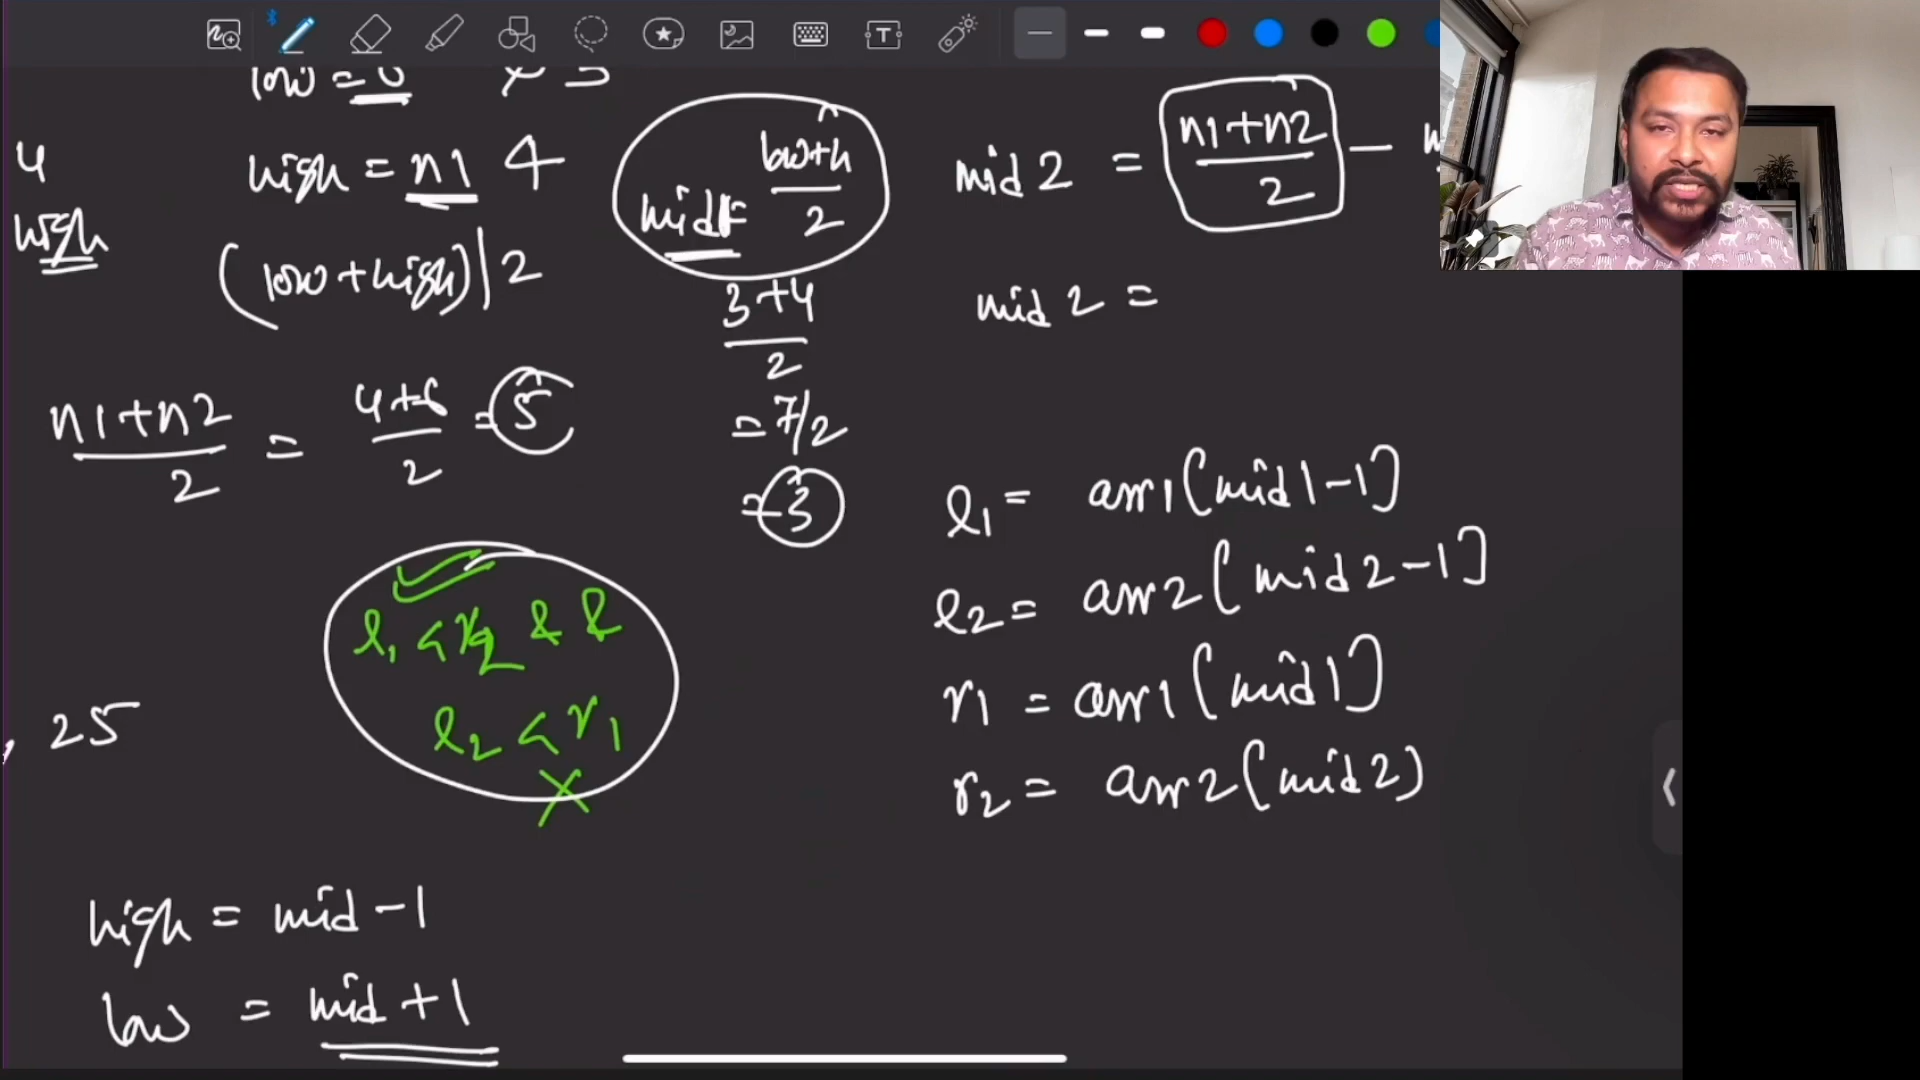 low = 0
4
high
high = n1 4
(low + high) | 2
mid1 = low+h / 2
3+4 / 2
= 7/2
= 3
n1+n2 / 2 = 4+6 / 2 = 5
l1 < r2 &&
l2 < r1
, 25
high = mid - 1
low = mid + 1
mid 2 = n1+n2 / 2 -
mid 2 =
l1 = arr1[mid1-1]
l2 = arr2[mid2-1]
r1 = arr1[mid1]
r2 = arr2[mid2]
T